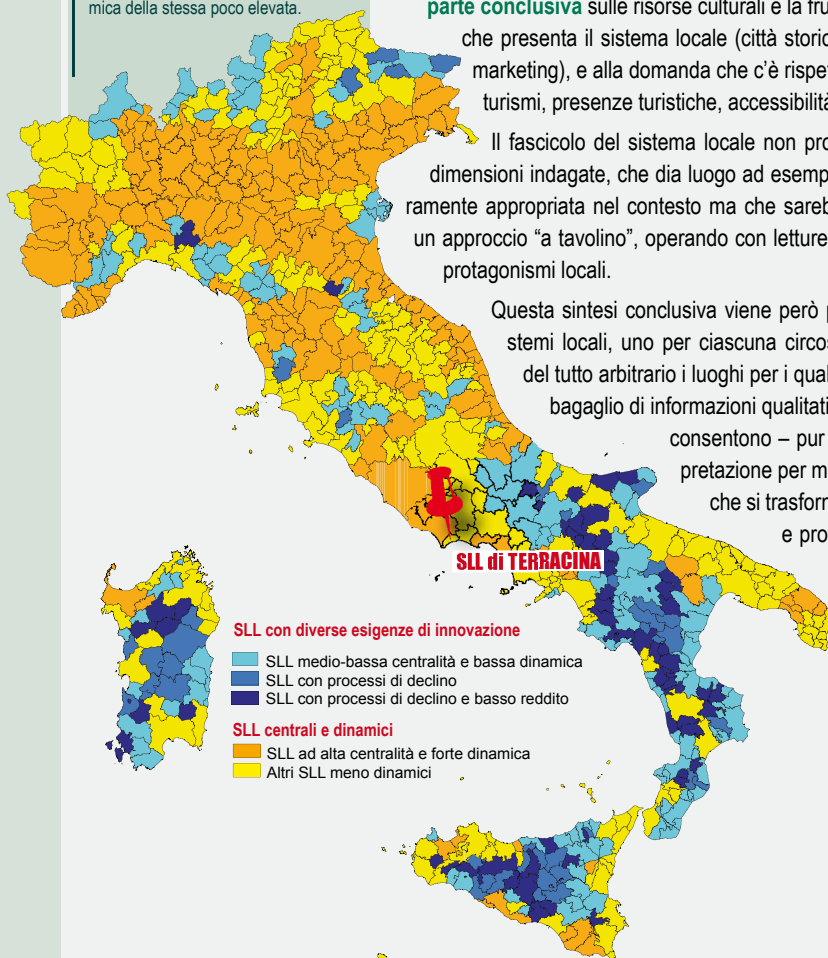 mica della stessa poco elevata.
parte conclusiva sulle risorse culturali e la fru
che presenta il sistema locale (città storic
marketing), e alla domanda che c'è rispe
turismi, presenze turistiche, accessibilità
Il fascicolo del sistema locale non pro
dimensioni indagate, che dia luogo ad esemp
ramente appropriata nel contesto ma che sareb
un approccio “a tavolino”, operando con letture
protagonismi locali.
Questa sintesi conclusiva viene però p
stemi locali, uno per ciascuna circos
del tutto arbitrario i luoghi per i qual
bagaglio di informazioni qualitati
consentono – pur
pretazione per m
che si trasforn
e pro
SLL di TERRACINA
SLL con diverse esigenze di innovazione
SLL medio-bassa centralità e bassa dinamica
SLL con processi di declino
SLL con processi di declino e basso reddito
SLL centrali e dinamici
SLL ad alta centralità e forte dinamica
Altri SLL meno dinamici